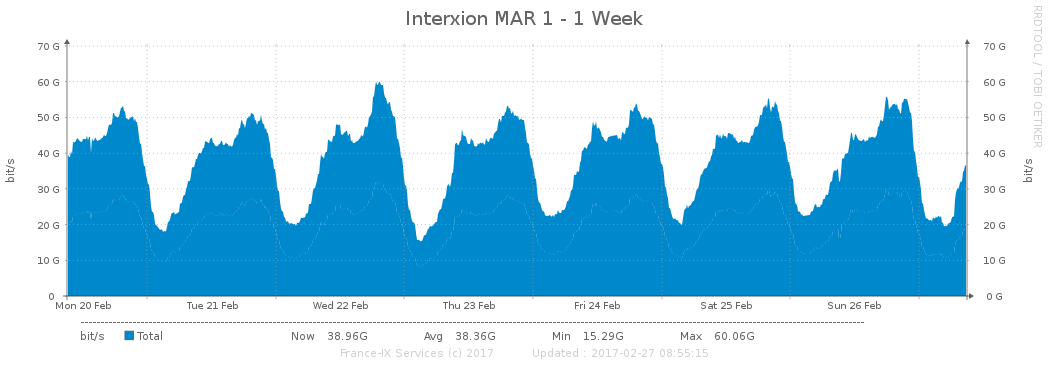 Interxion MAR 1 - 1 Week
RRDTOOL / TOBI OETIKER
bit/s
bit/s
70 G 70 G
60 G 60 G
50 G 50 G
40 G 40 G
30 G 30 G
20 G 20 G
10 G 10 G
0 0 G
Mon 20 Feb Tue 21 Feb Wed 22 Feb Thu 23 Feb Fri 24 Feb Sat 25 Feb Sun 26 Feb
bit/s Total Now 38.96G Avg 38.36G Min 15.29G Max 60.06G
France-IX Services (c) 2017 Updated : 2017-02-27 08:55:15